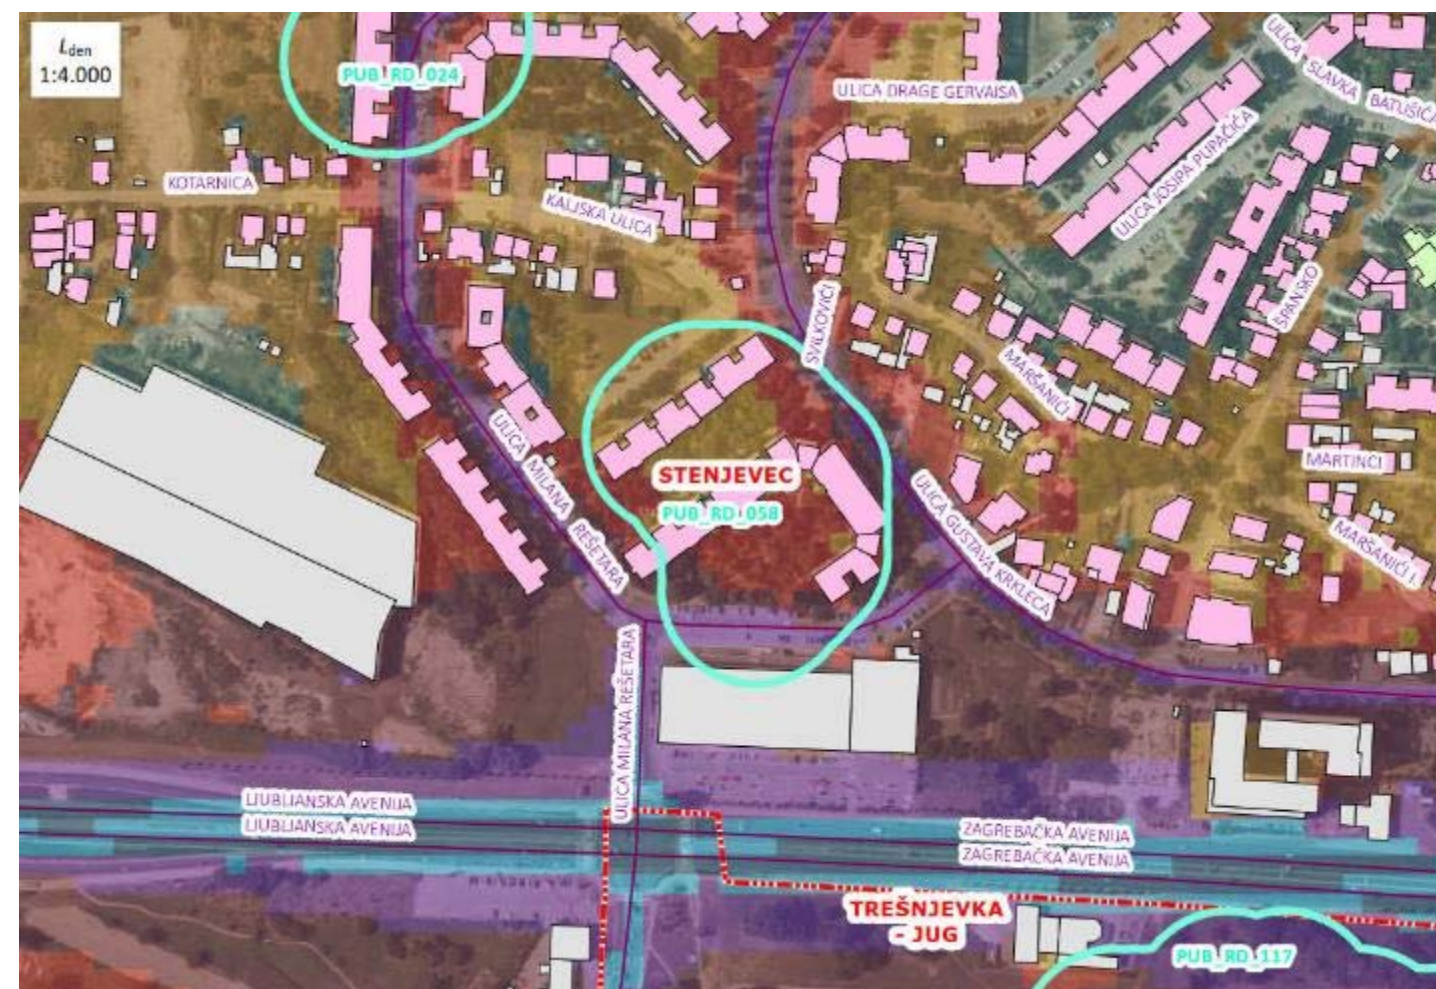 Lden
1:4.000
PUB_RD_024
ULICA DRAGE GERVAISA
ULICA SLAVKA BATUŠIĆA
KOTARNICA
KALJSKA ULICA
ULICA JOSIPA PUPAČIĆA
ŠPANSKO
SVILKOVIĆI
MARŠANIĆI
MARTINCI
MARŠANIĆI I.
ULICA MILANA REŠETARA
STENJEVEC
PUB_RD_058
ULICA GUSTAVA KRKLECA
ULICA MILANA REŠETARA
LJUBLJANSKA AVENIJA
LJUBLJANSKA AVENIJA
ZAGREBAČKA AVENIJA
ZAGREBAČKA AVENIJA
TREŠNJEVKA
- JUG
PUB_RD_117